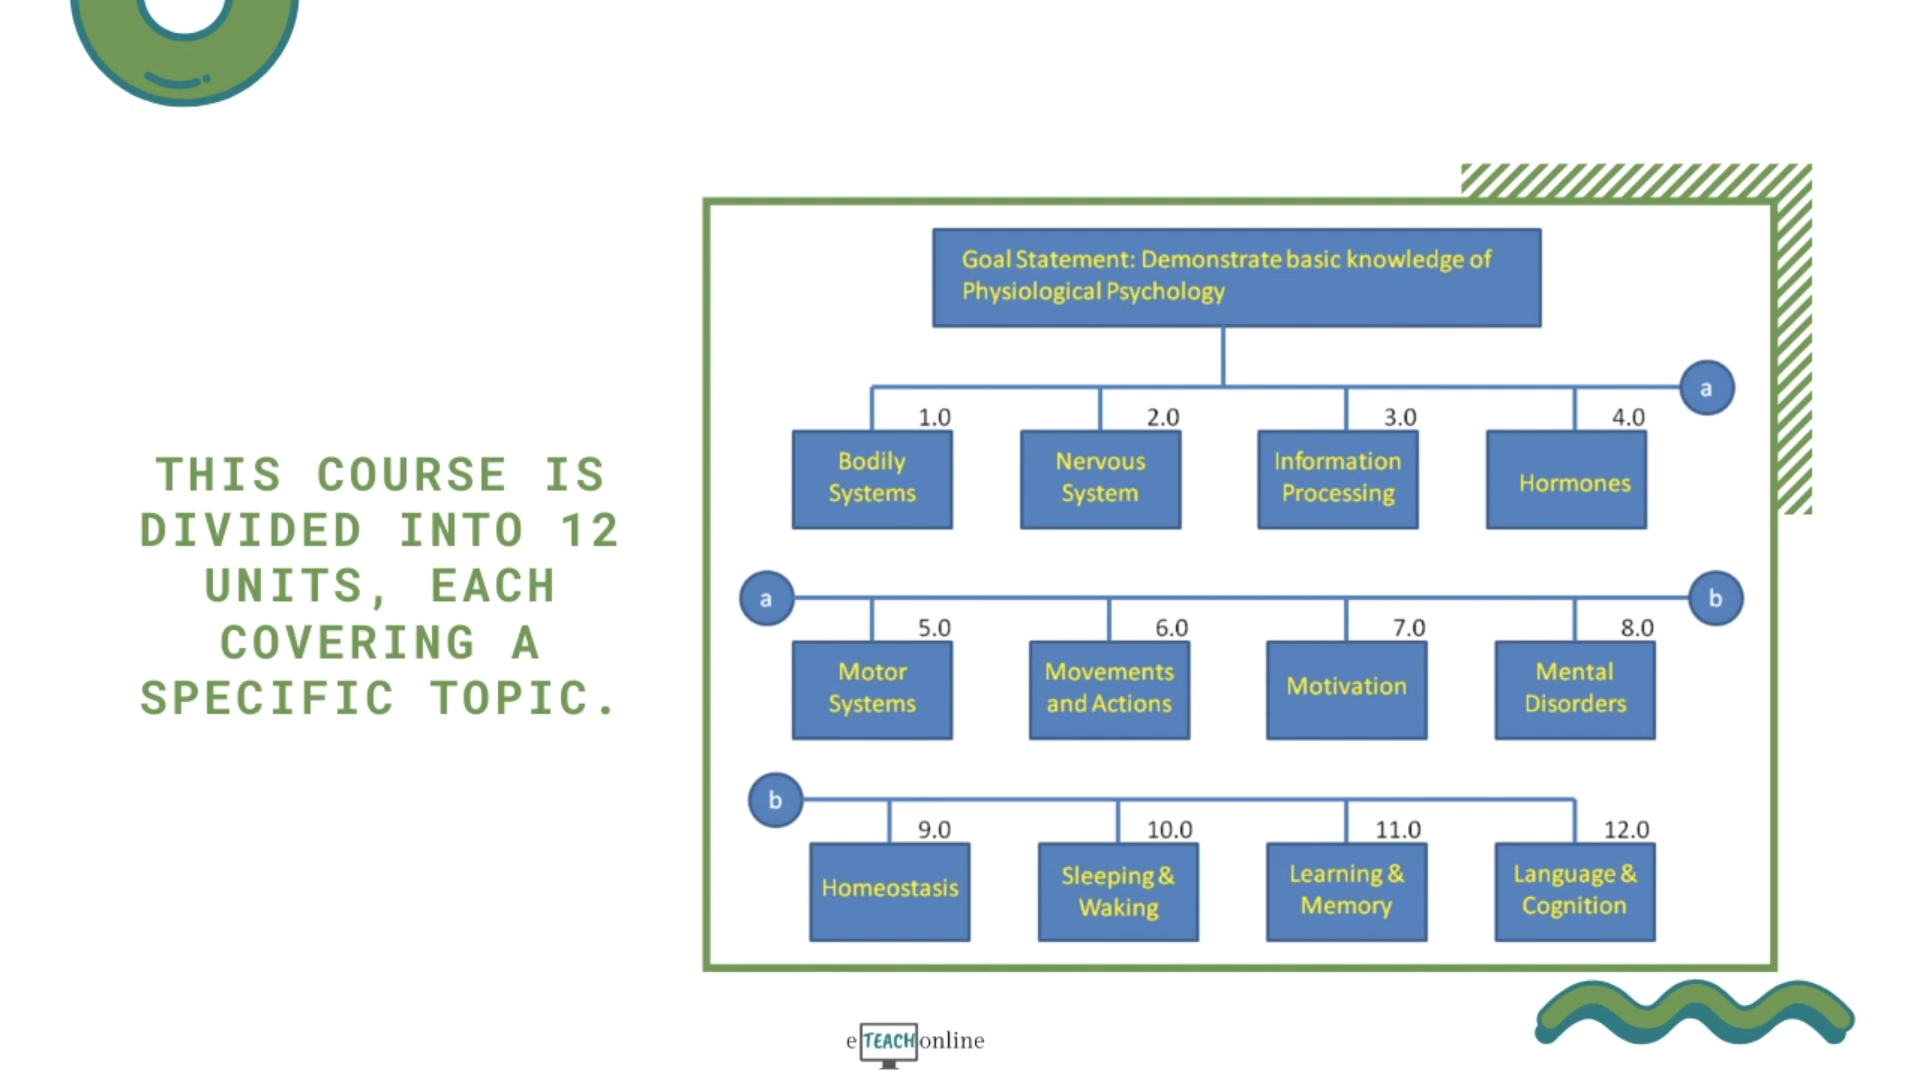 THIS COURSE IS
DIVIDED INTO 12
UNITS, EACH
COVERING A
SPECIFIC TOPIC.
Goal Statement: Demonstrate basic knowledge of
Physiological Psychology
a
1.0
Bodily
Systems
2.0
Nervous
System
3.0
Information
Processing
4.0
Hormones
a
b
5.0
Motor
Systems
6.0
Movements
and Actions
7.0
Motivation
8.0
Mental
Disorders
b
9.0
Homeostasis
10.0
Sleeping &
Waking
11.0
Learning &
Memory
12.0
Language &
Cognition
e TEACH online